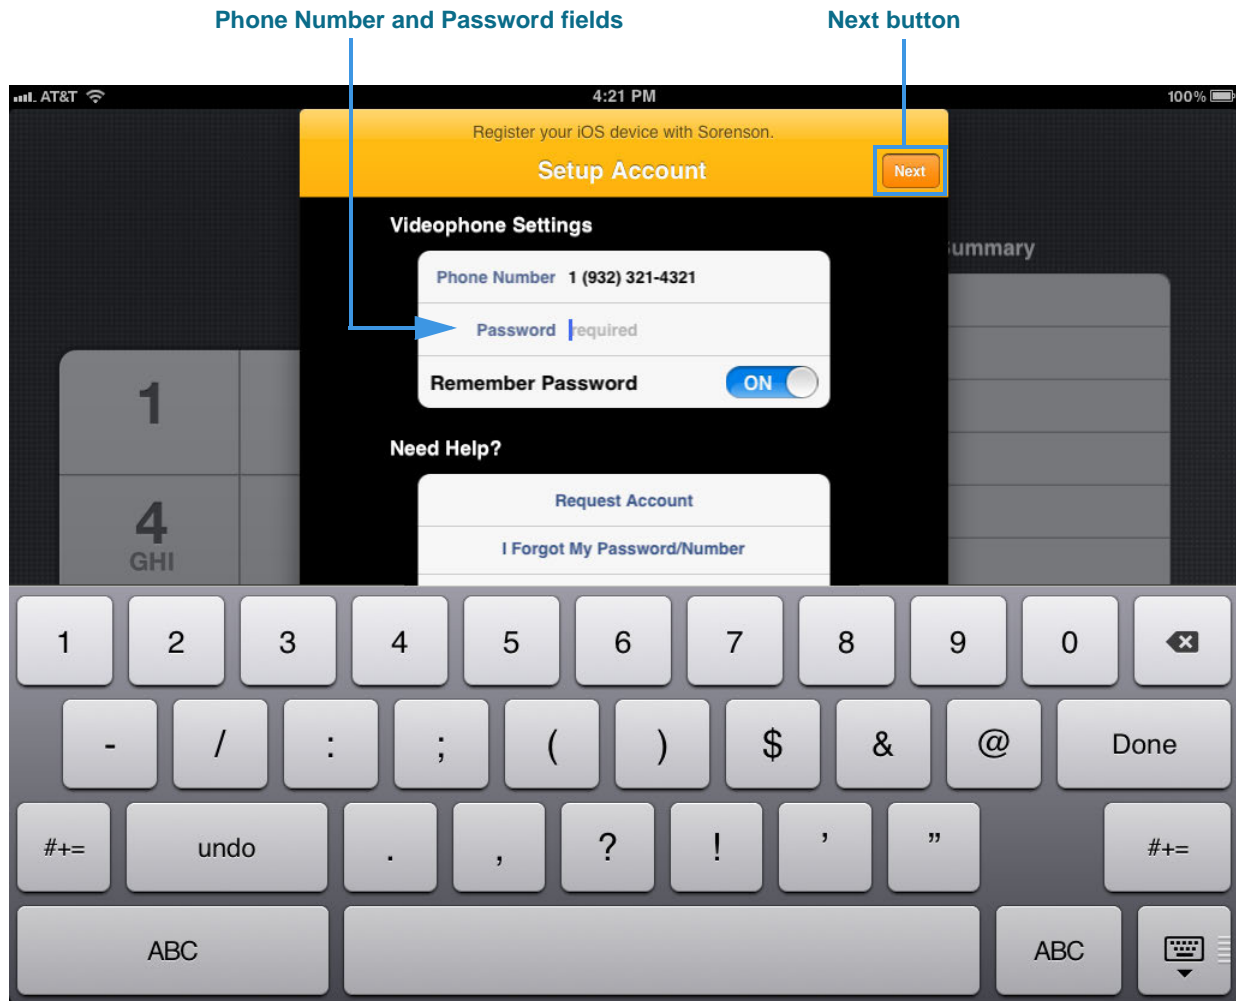 Phone Number and Password fields Next button
AT&T 4:21 PM 100%
Register your iOS device with Sorenson.
Setup Account Next
Videophone Settings
Summary
Phone Number 1 (932) 321-4321
Password required
Remember Password ON
1
Need Help?
Request Account
4
GHI
I Forgot My Password/Number
1 2 3 4 5 6 7 8 9 0
- / : ; ( ) $ & @ Done
#+= undo . , ? ! ’ ” #+=
ABC ABC